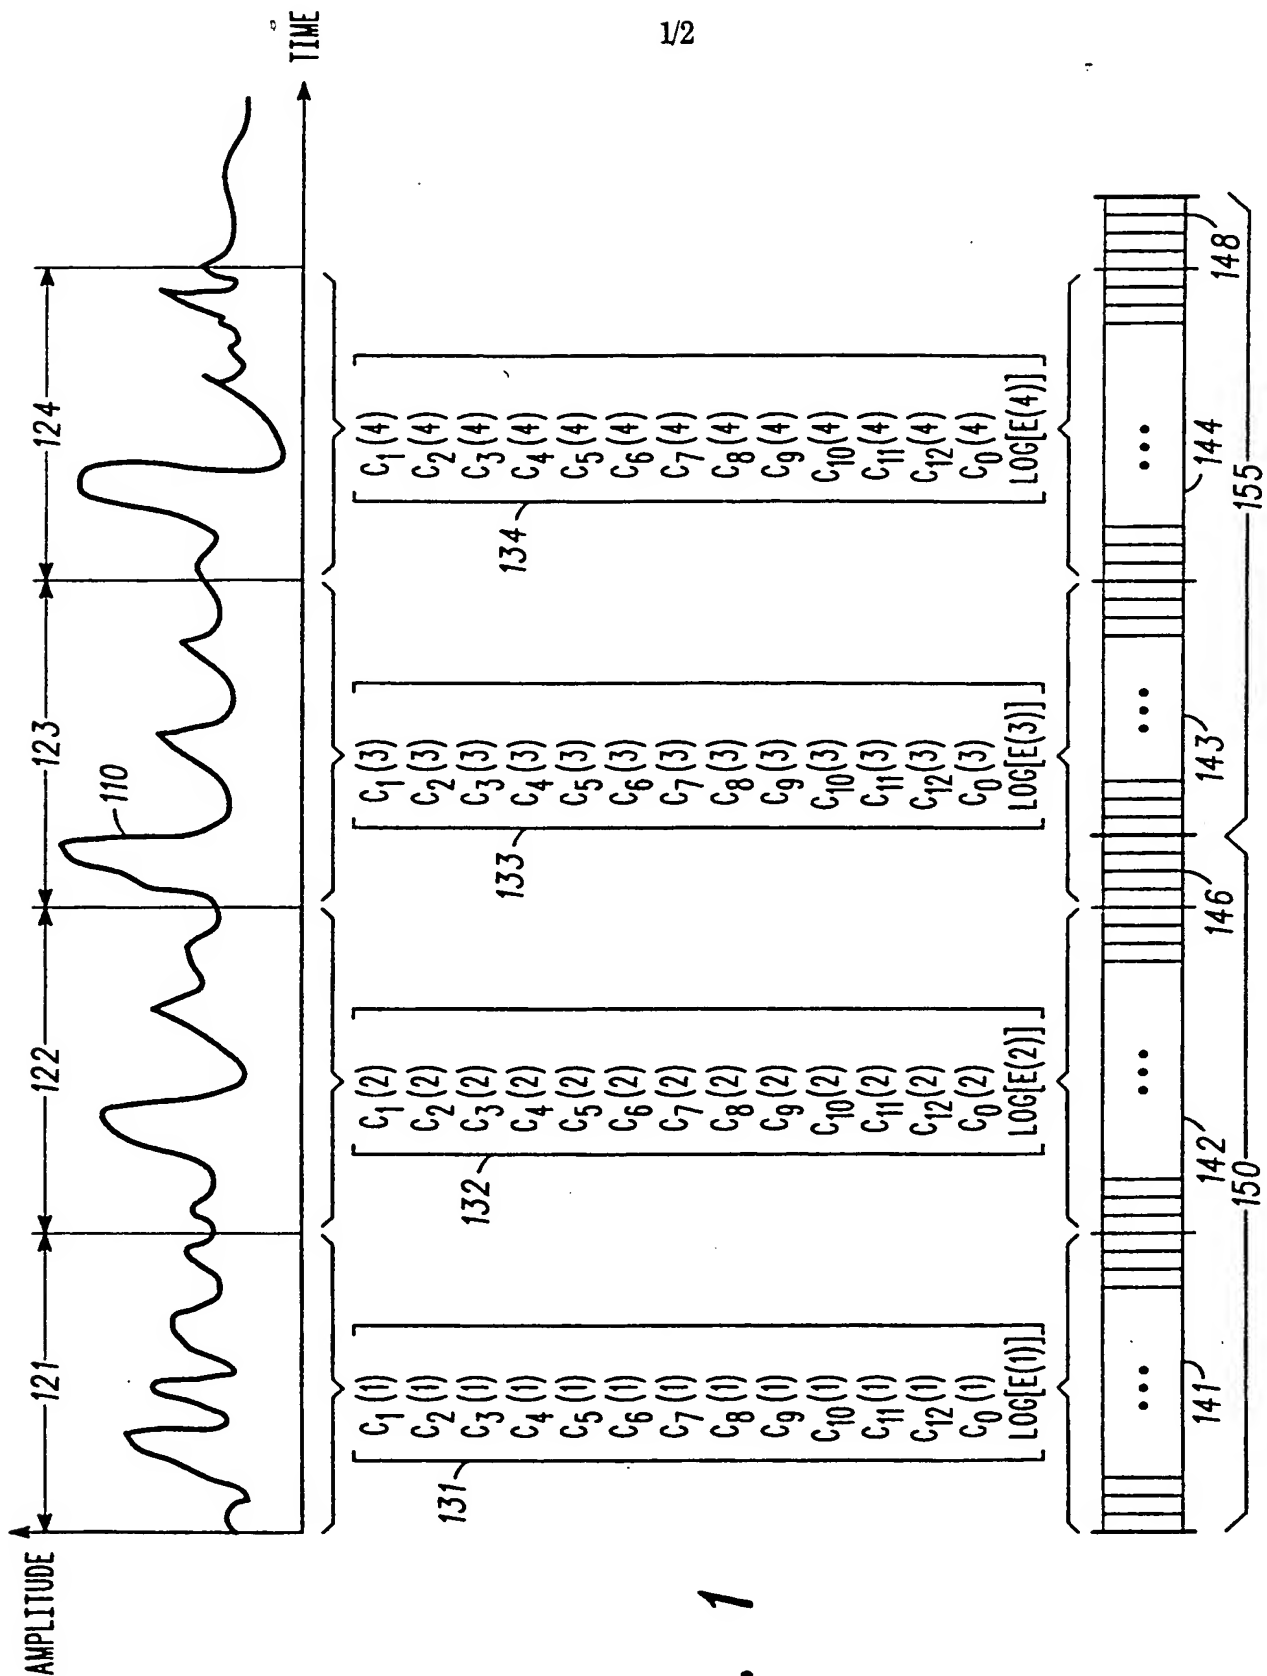 1/2
AMPLITUDE
TIME
121
122
123
124
110
131
C1 (1)
C2 (1)
C3 (1)
C4 (1)
C5 (1)
C6 (1)
C7 (1)
C8 (1)
C9 (1)
C10 (1)
C11 (1)
C12 (1)
C0 (1)
LOG[E(1)]
132
C1 (2)
C2 (2)
C3 (2)
C4 (2)
C5 (2)
C6 (2)
C7 (2)
C8 (2)
C9 (2)
C10 (2)
C11 (2)
C12 (2)
C0 (2)
LOG[E(2)]
133
C1 (3)
C2 (3)
C3 (3)
C4 (3)
C5 (3)
C6 (3)
C7 (3)
C8 (3)
C9 (3)
C10 (3)
C11 (3)
C12 (3)
C0 (3)
LOG[E(3)]
134
C1 (4)
C2 (4)
C3 (4)
C4 (4)
C5 (4)
C6 (4)
C7 (4)
C8 (4)
C9 (4)
C10 (4)
C11 (4)
C12 (4)
C0 (4)
LOG[E(4)]
... ... ... ...
141
142
146
143
144
148
150
155
. 1